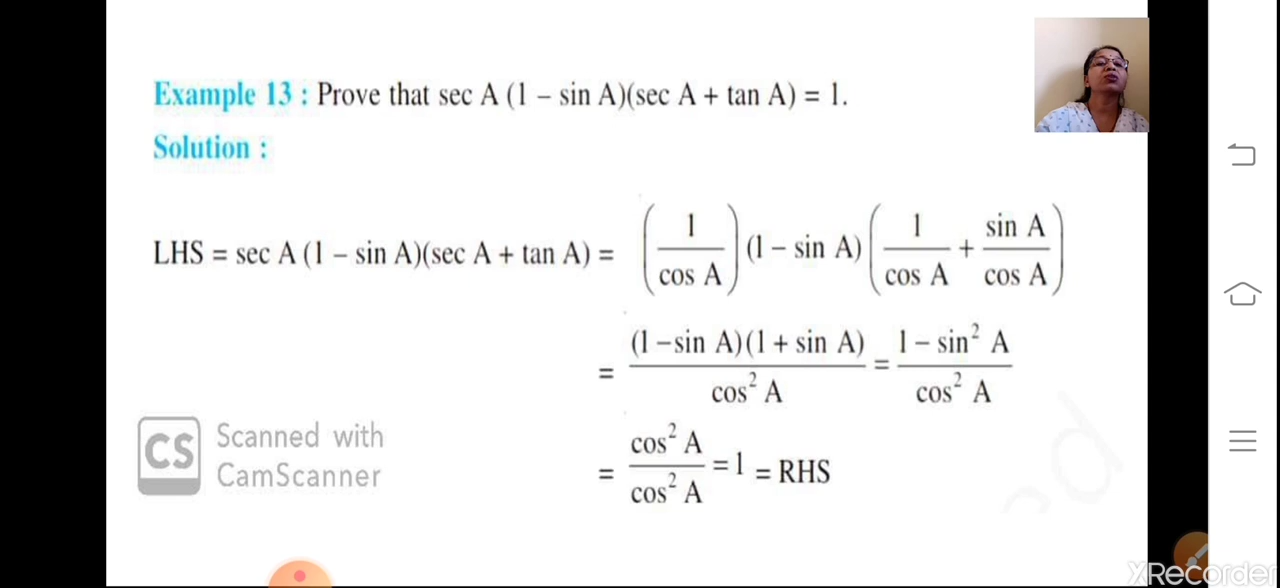 Example 13 : Prove that sec A (1 – sin A)(sec A + tan A) = 1.
Solution :
LHS = sec A (1 – sin A)(sec A + tan A) = (1/cos A)(1 – sin A)(1/cos A + sin A/cos A)
= (1 – sin A)(1 + sin A)/cos² A = 1 – sin² A/cos² A
= cos² A/cos² A = 1 = RHS
CS Scanned with
CamScanner
XRecorder